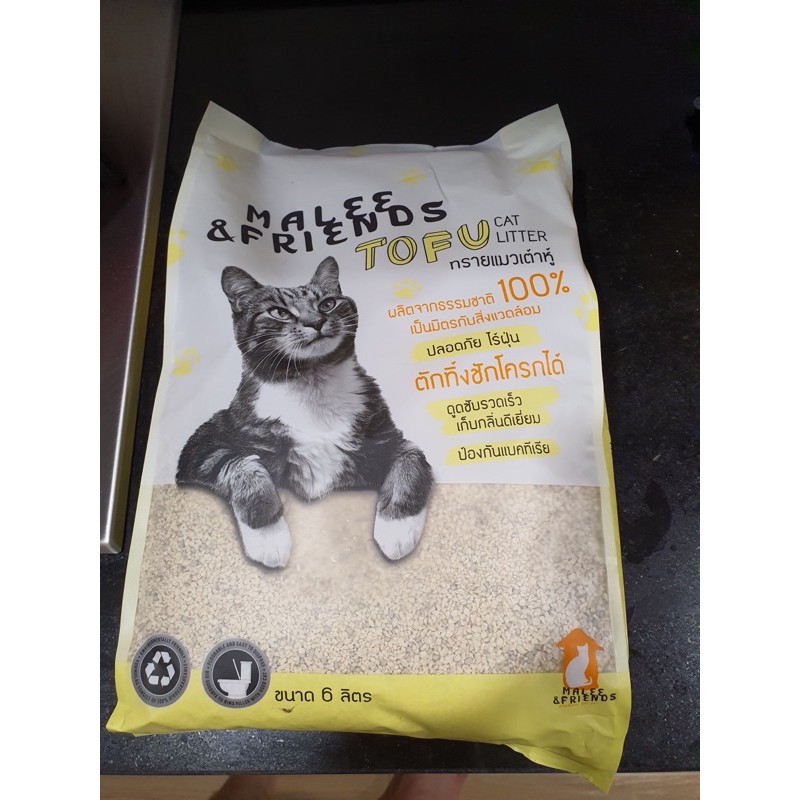 MALEE
& FRIENDS
TOFU
CAT
LITTER
ทรายแมวเต้าหู้
ผลิตจากธรรมชาติ 100%
เป็นมิตรกับสิ่งแวดล้อม
ปลอดภัย ไร้ฝุ่น
ตักทิ้งชักโครกได้
ดูดซับรวดเร็ว
เก็บกลิ่นดีเยี่ยม
ป้องกันแบคทีเรีย
ขนาด 6 ลิตร
MALEE
& FRIENDS